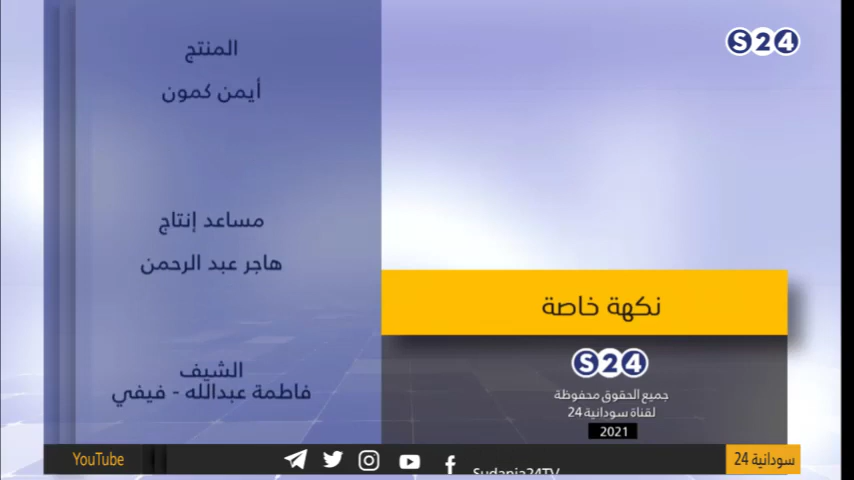 S24
المنتج
أيمن كمون
مساعد إنتاج
هاجر عبد الرحمن
الشيف
فاطمة عبدالله - فيفي
نكهة خاصة
S24
جميع الحقوق محفوظة
لقناة سودانية 24
2021
YouTube
Sudania24TV
سودانية 24